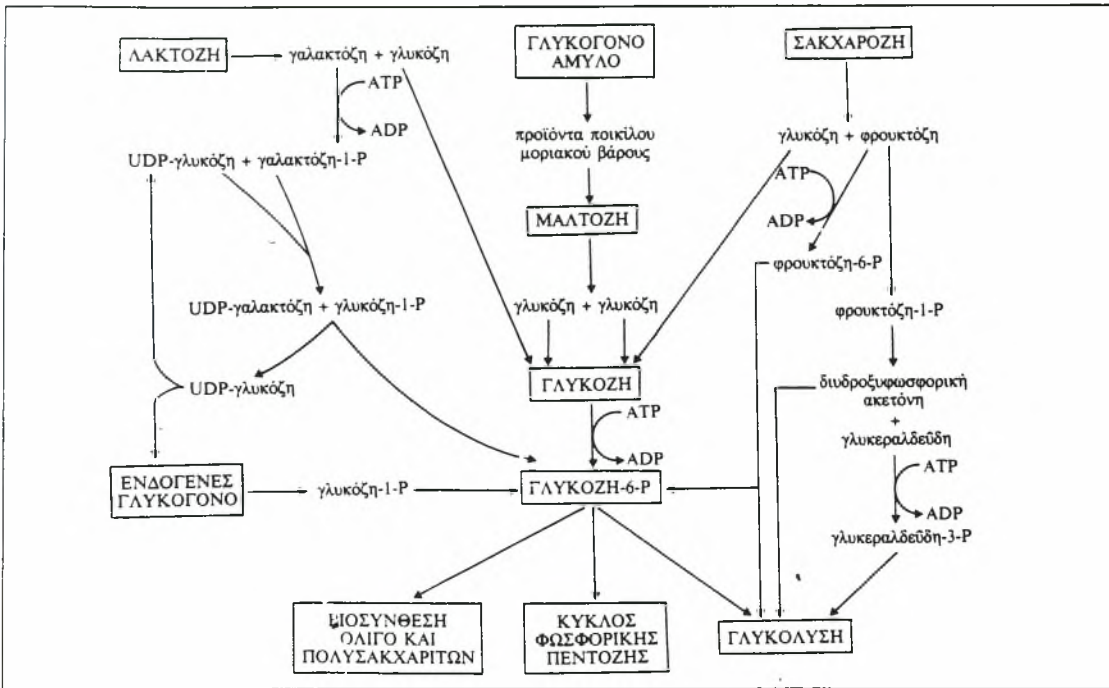 ΛΑΚΤΟΖΗ
γαλακτόζη + γλυκόζη
ATP
ADP
UDP-γλυκόζη + γαλακτόζη-1-P
UDP-γαλακτόζη + γλυκόζη-1-P
UDP-γλυκόζη
ΕΝΔΟΓΕΝΕΣ
ΓΛΥΚΟΓΟΝΟ
γλυκόζη-1-P
ΓΛΥΚΟΓΟΝΟ
ΑΜΥΛΟ
προϊόντα ποικίλου
μοριακού βάρους
ΜΑΛΤΟΖΗ
γλυκόζη + γλυκόζη
ΓΛΥΚΟΖΗ
ATP
ADP
ΓΛΥΚΟΖΗ-6-P
ΣΑΚΧΑΡΟΖΗ
γλυκόζη + φρουκτόζη
ATP
ADP
φρουκτόζη-6-P
φρουκτόζη-1-P
διυδροξυφωσφορική
ακετόνη
+
γλυκεραλδεΰδη
ATP
ADP
γλυκεραλδεΰδη-3-P
ΒΙΟΣΥΝΘΕΣΗ
ΟΛΙΓΟ ΚΑΙ
ΠΟΛΥΣΑΚΧΑΡΙΤΩΝ
ΚΥΚΛΟΣ
ΦΩΣΦΟΡΙΚΗΣ
ΠΕΝΤΟΖΗΣ
ΓΛΥΚΟΛΥΣΗ